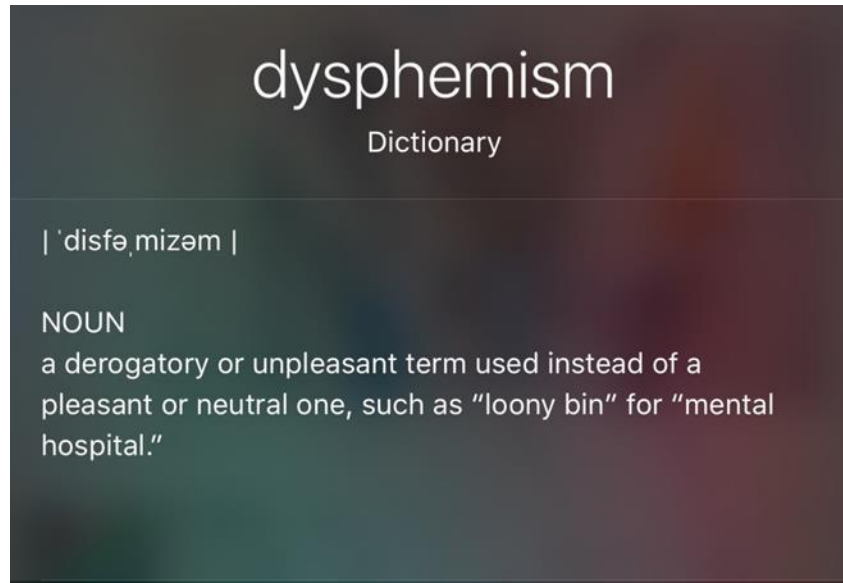 dysphemism
Dictionary
| ˈdisfəˌmizəm |
NOUN
a derogatory or unpleasant term used instead of a
pleasant or neutral one, such as “loony bin” for “mental
hospital.”